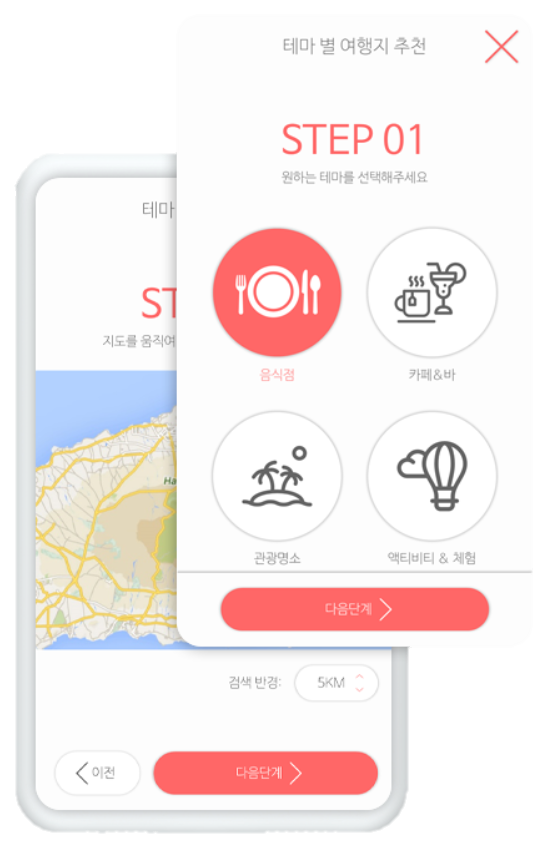 테마 별 여행지 추천
STEP 01
원하는 테마를 선택해주세요
음식점
카페&바
관광명소
액티비티 & 체험
다음단계
테마
ST
지도를 움직여
Ha
검색 반경:
5KM
이전
다음단계